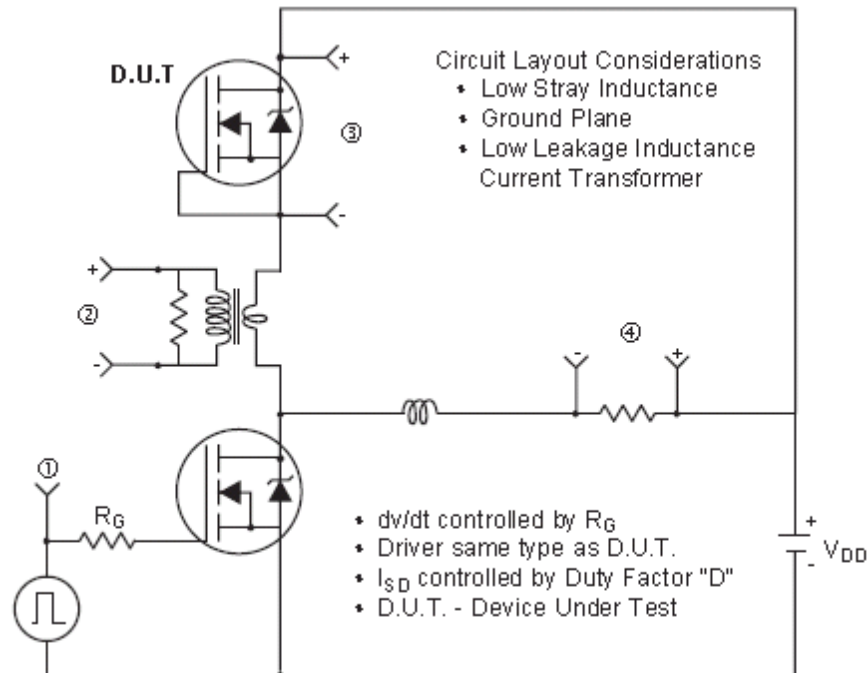 D.U.T
+
-
③
Circuit Layout Considerations
• Low Stray Inductance
• Ground Plane
• Low Leakage Inductance
Current Transformer
+
②
-
④
-
+
①
RG
• dv/dt controlled by RG
• Driver same type as D.U.T.
• ISD controlled by Duty Factor "D"
• D.U.T. - Device Under Test
+
VDD
-